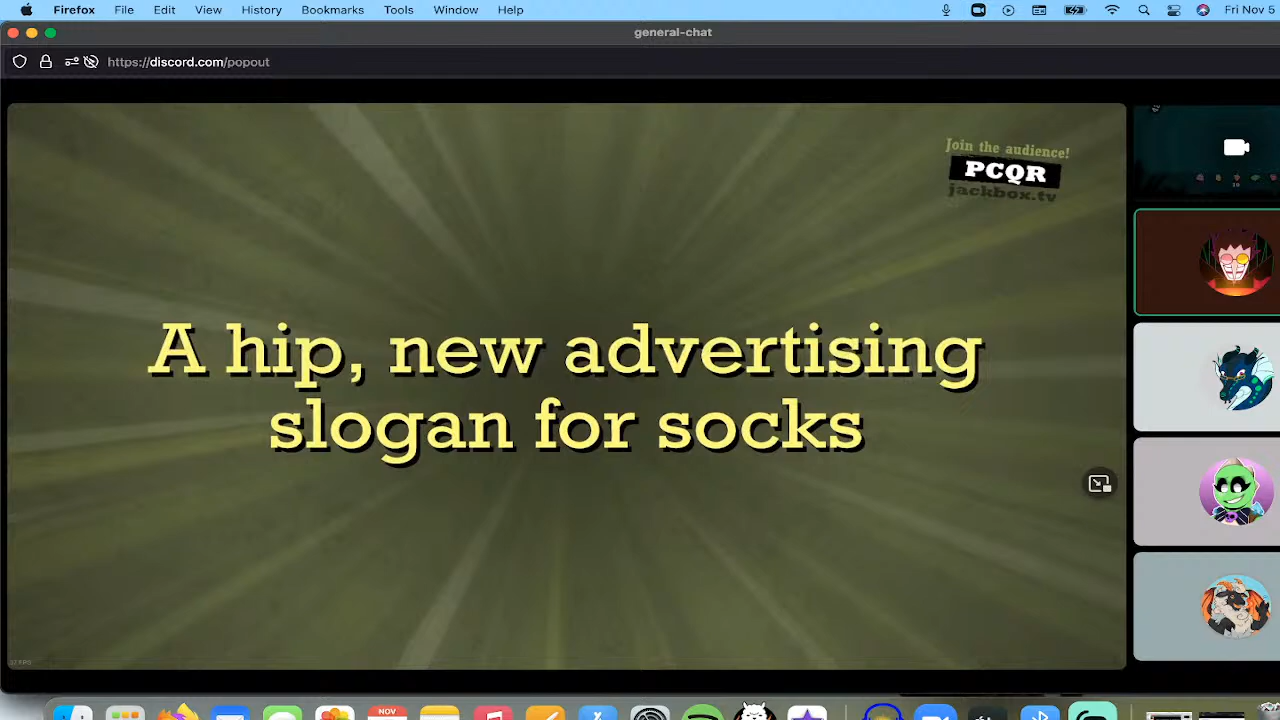 Firefox File Edit View History Bookmarks Tools Window Help Fri Nov 5
general-chat
https://discord.com/popout
Join the audience!
PCQR
jackbox.tv
A hip, new advertising
slogan for socks
NOV